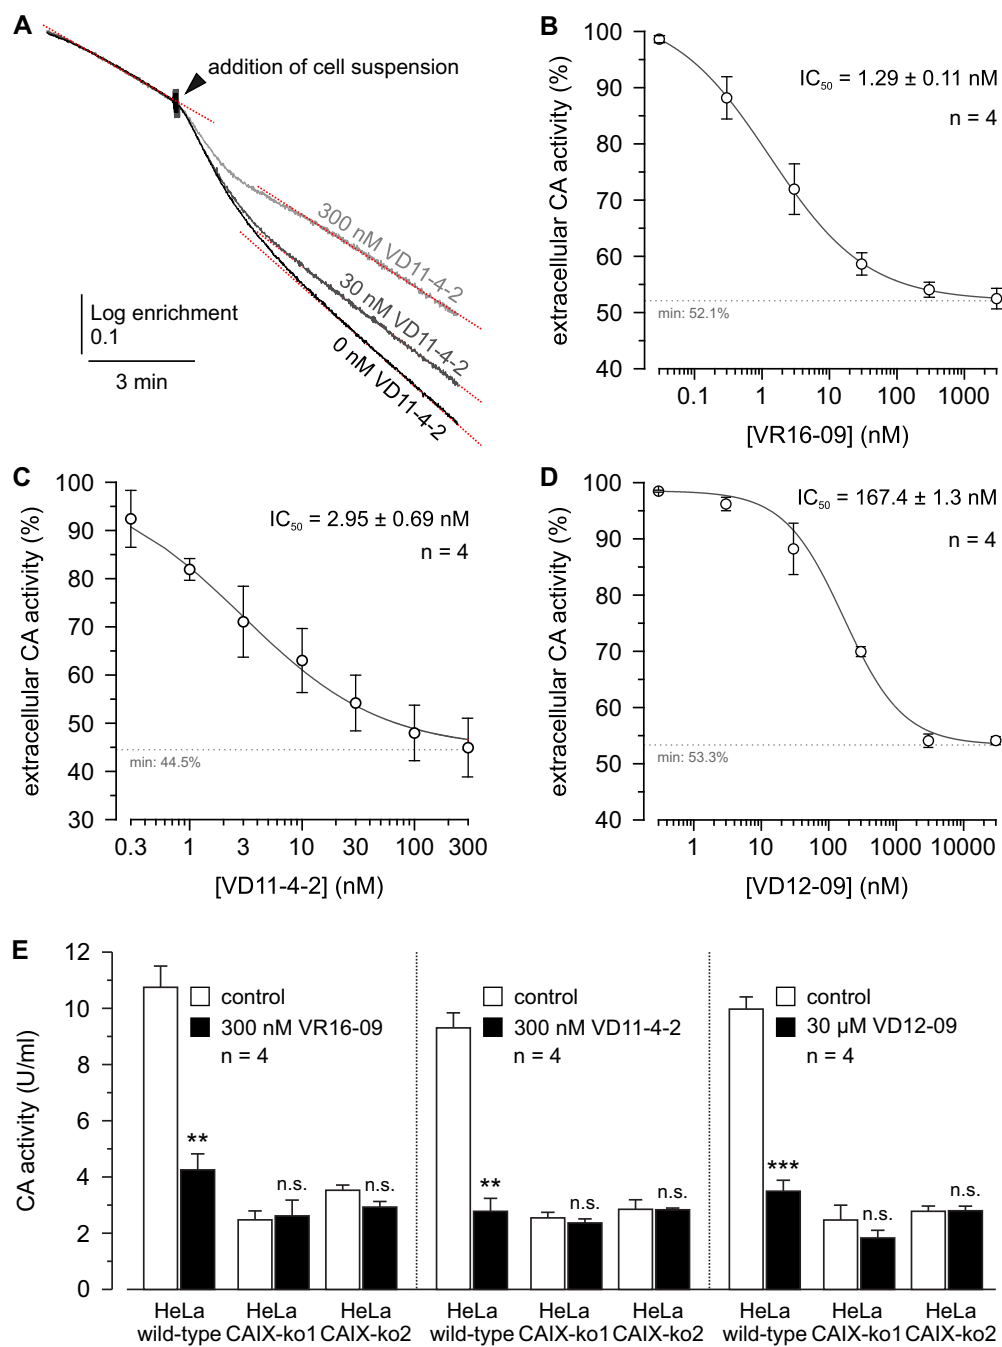 A
addition of cell suspension
300 nM VD11-4-2
30 nM VD11-4-2
0 nM VD11-4-2
Log enrichment
0.1
3 min
B
extracellular CA activity (%)
100
90
80
70
60
50
40
IC50 = 1.29 ± 0.11 nM
n = 4
min: 52.1%
0.1 1 10 100 1000
[VR16-09] (nM)
C
extracellular CA activity (%)
100
90
80
70
60
50
40
30
IC50 = 2.95 ± 0.69 nM
n = 4
min: 44.5%
0.3 1 3 10 30 100 300
[VD11-4-2] (nM)
D
extracellular CA activity (%)
100
90
80
70
60
50
40
IC50 = 167.4 ± 1.3 nM
n = 4
min: 53.3%
1 10 100 1000 10000
[VD12-09] (nM)
E
CA activity (U/ml)
12
10
8
6
4
2
0
control
300 nM VR16-09
n = 4
** n.s. n.s.
HeLa wild-type
HeLa CAIX-ko1
HeLa CAIX-ko2
control
300 nM VD11-4-2
n = 4
** n.s. n.s.
HeLa wild-type
HeLa CAIX-ko1
HeLa CAIX-ko2
control
30 µM VD12-09
n = 4
*** n.s. n.s.
HeLa wild-type
HeLa CAIX-ko1
HeLa CAIX-ko2